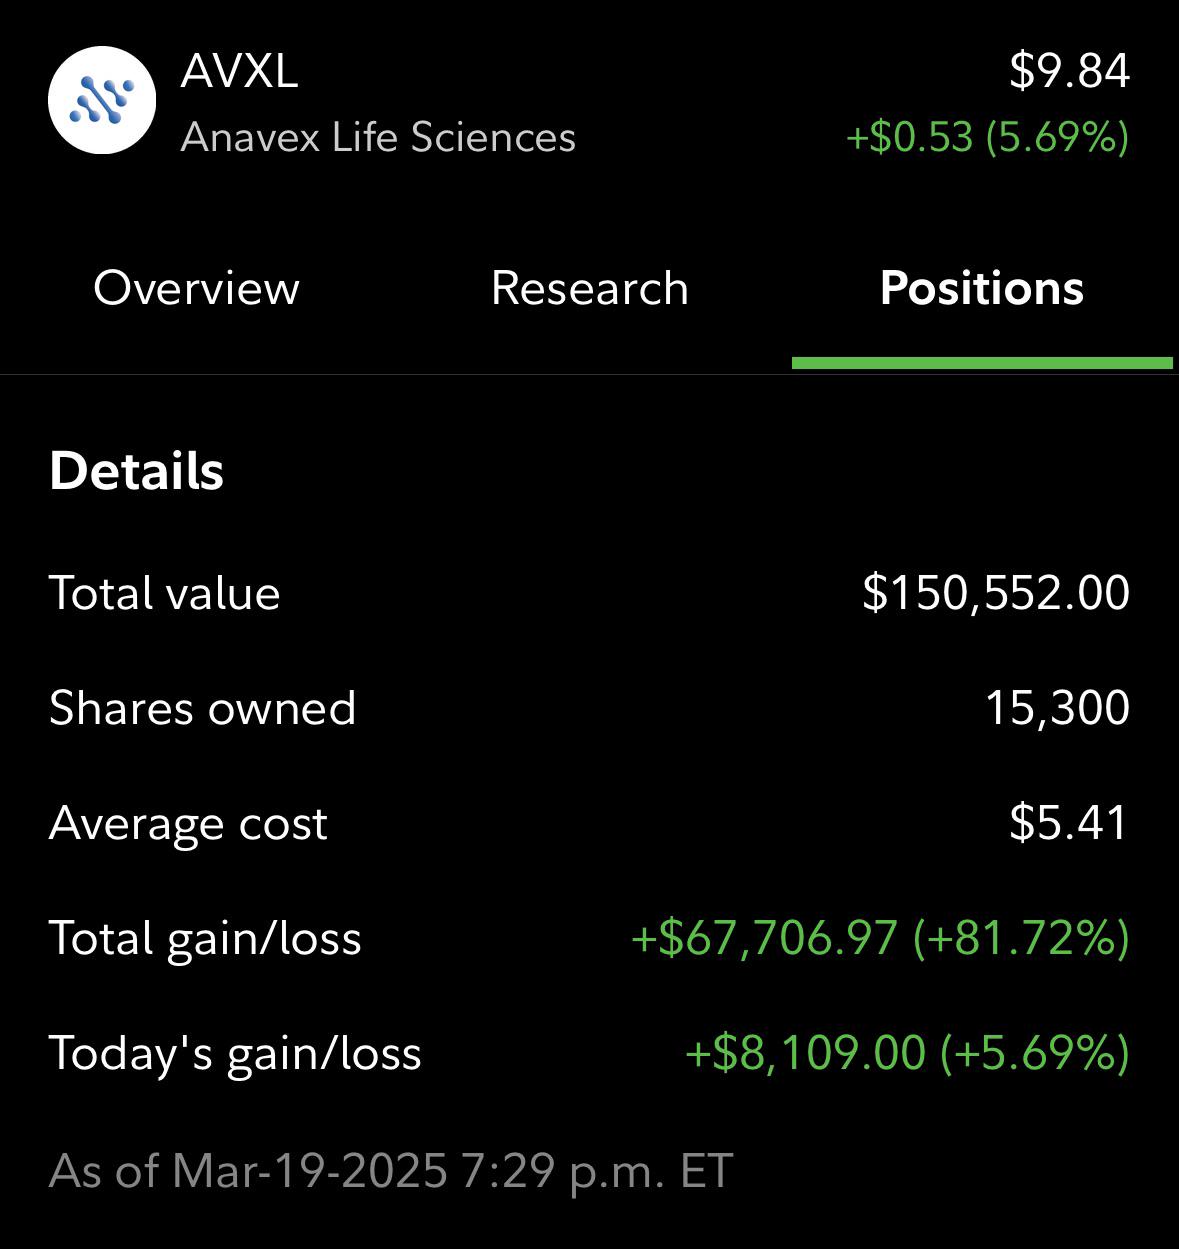 AVXL $9.84
Anavex Life Sciences +$0.53 (5.69%)
Overview Research Positions
Details
Total value $150,552.00
Shares owned 15,300
Average cost $5.41
Total gain/loss +$67,706.97 (+81.72%)
Today's gain/loss +$8,109.00 (+5.69%)
As of Mar-19-2025 7:29 p.m. ET